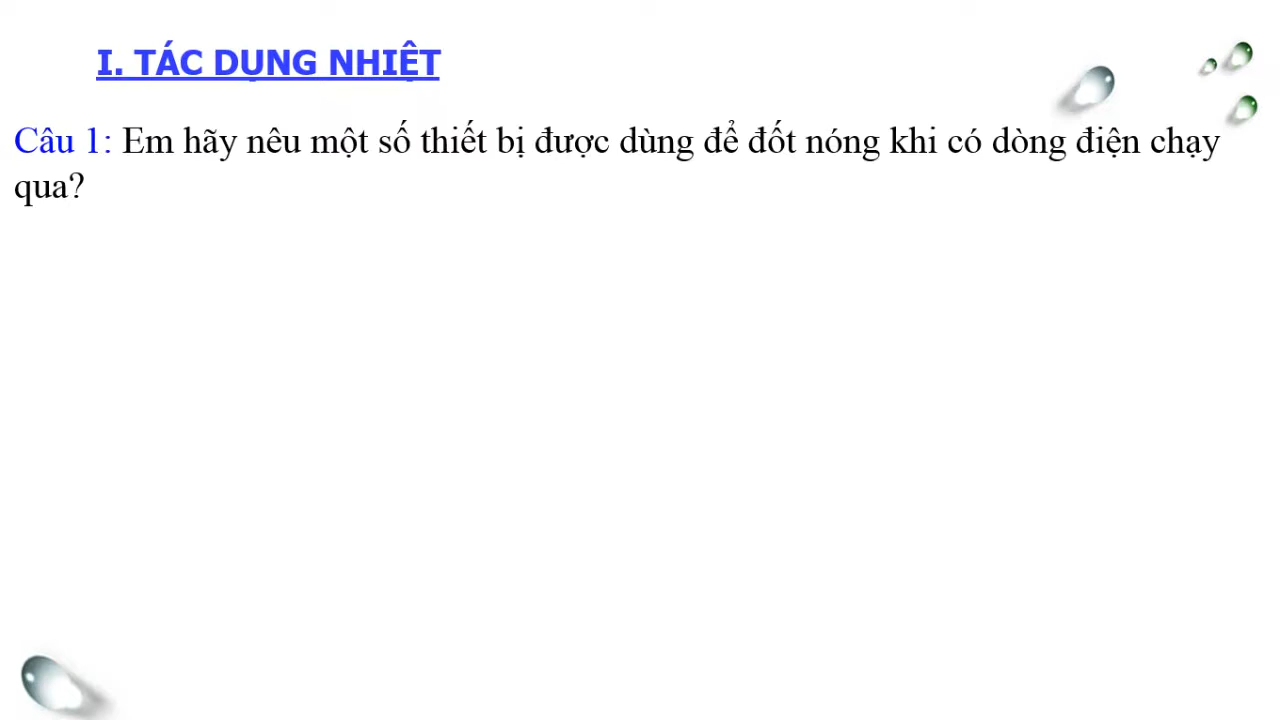 I. TÁC DỤNG NHIỆT
Câu 1: Em hãy nêu một số thiết bị được dùng để đốt nóng khi có dòng điện chạy
qua?